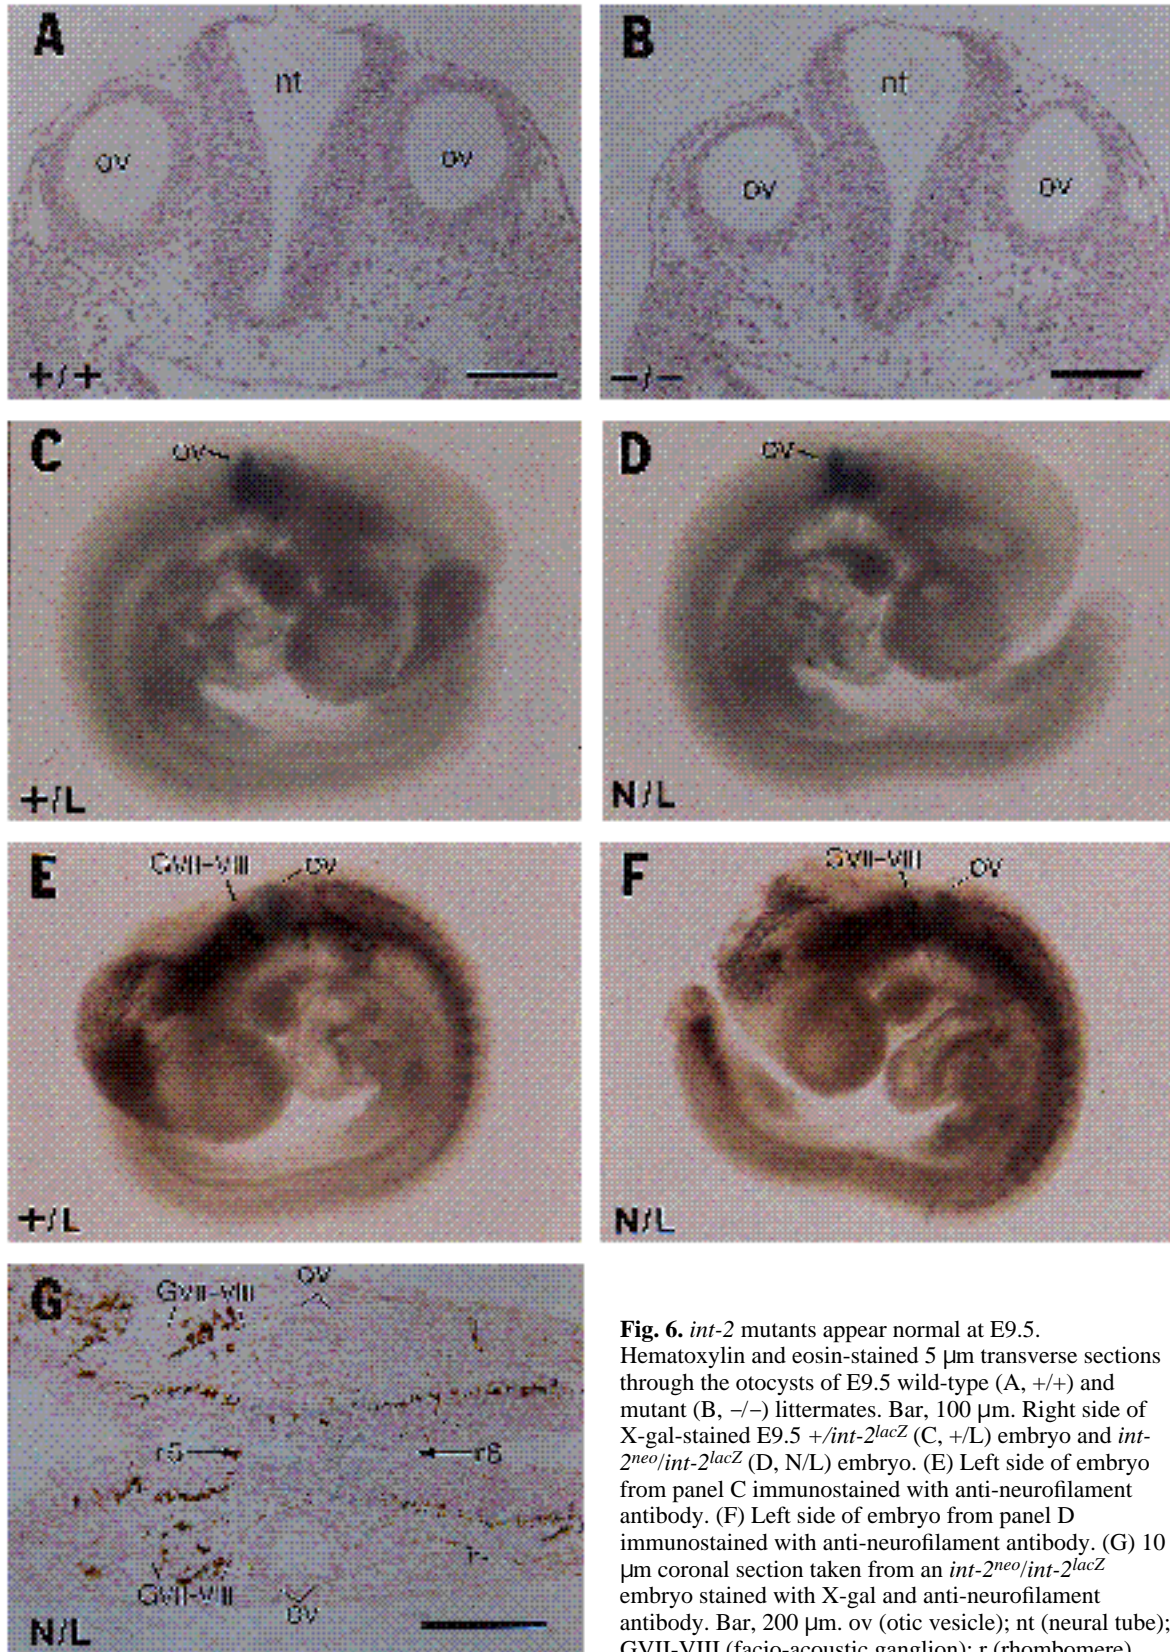 A
nt
ov
ov
+/+
B
nt
ov
ov
−/−
C
ov
+/L
D
ov
N/L
E
GVII–VIII
ov
+/L
F
GVII–VIII
ov
N/L
G
GVII–VIII
ov
r5
r6
GVII–VIII
ov
N/L
Fig. 6. int-2 mutants appear normal at E9.5.
Hematoxylin and eosin-stained 5 μm transverse sections
through the otocysts of E9.5 wild-type (A, +/+) and
mutant (B, −/−) littermates. Bar, 100 μm. Right side of
X-gal-stained E9.5 +/int-2lacZ (C, +/L) embryo and int-
2neo/int-2lacZ (D, N/L) embryo. (E) Left side of embryo
from panel C immunostained with anti-neurofilament
antibody. (F) Left side of embryo from panel D
immunostained with anti-neurofilament antibody. (G) 10
μm coronal section taken from an int-2neo/int-2lacZ
embryo stained with X-gal and anti-neurofilament
antibody. Bar, 200 μm. ov (otic vesicle); nt (neural tube);
GVII-VIII (facio-acoustic ganglion); r (rhombomere).